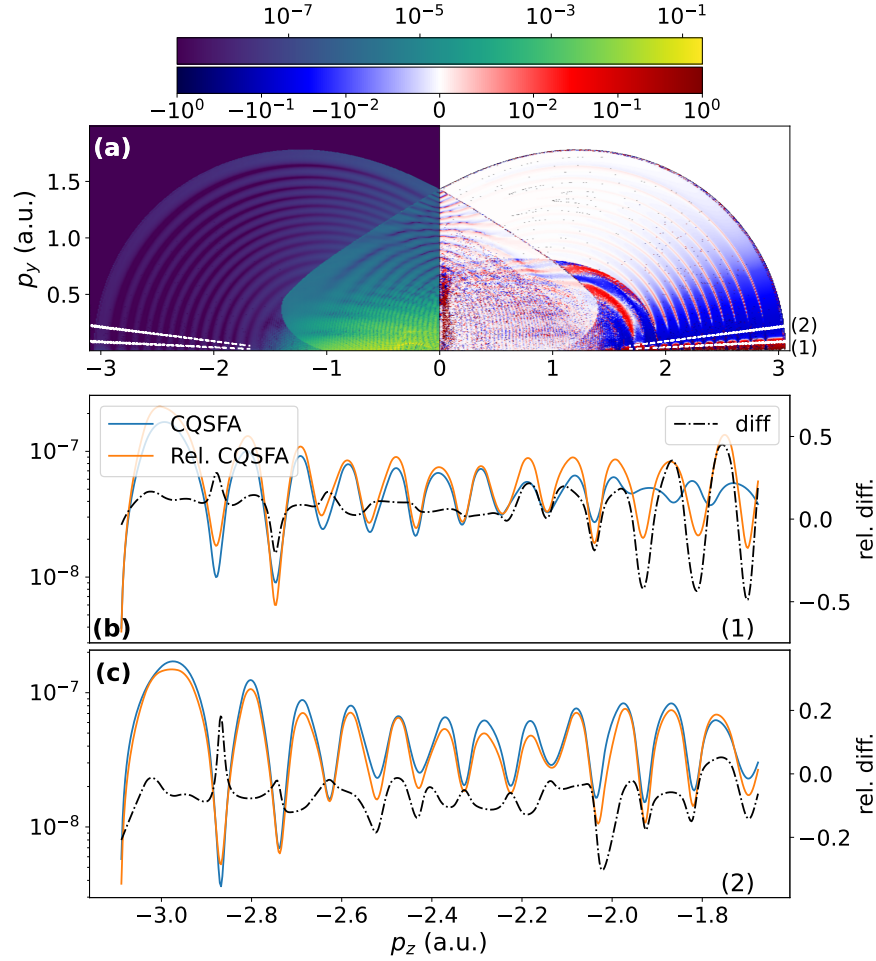 10⁻⁷ 10⁻⁵ 10⁻³ 10⁻¹
−10⁰ −10⁻¹ −10⁻² 0 10⁻² 10⁻¹ 10⁰
(a)
p_y (a.u.)
1.5
1.0
0.5
(2)
(1)
−3 −2 −1 0 1 2 3
CQSFA
Rel. CQSFA
diff
10⁻⁷
10⁻⁸
0.5
0.0
−0.5
rel. diff.
(b)
(1)
(c)
10⁻⁷
10⁻⁸
0.2
0.0
−0.2
rel. diff.
(2)
−3.0 −2.8 −2.6 −2.4 −2.2 −2.0 −1.8
p_z (a.u.)